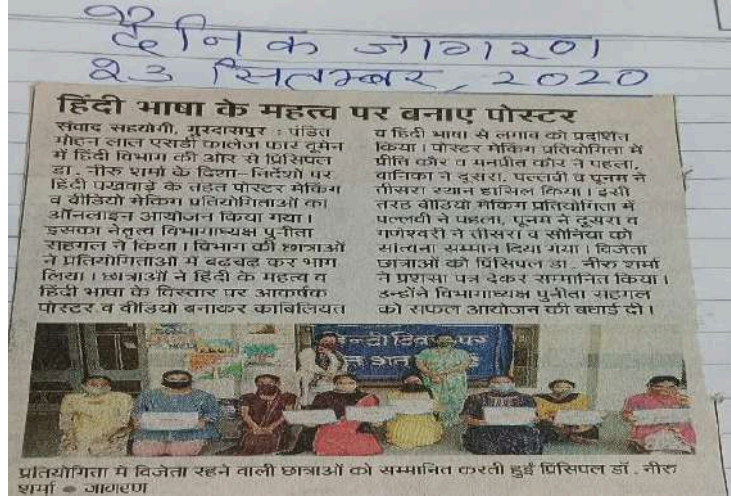 दैनिक जागरण
23 सितम्बर, 2020
हिंदी भाषा के महत्व पर बनाए पोस्टर
संवाद सहयोगी, गुरदासपुर : पंडित
मोहन लाल एसडी कालेज फार वूमेन
में हिंदी विभाग की ओर से प्रिंसिपल
डा. नीरु शर्मा के दिशा-निर्देशों पर
हिंदी पखवाड़े के तहत पोस्टर मेकिंग
व वीडियो मेकिंग प्रतियोगिताओं का
ऑनलाइन आयोजन किया गया।
इसका नेतृत्व विभागाध्यक्ष पुनीता
सहगल ने किया। विभाग की छात्राओं
ने प्रतियोगिताओं में बढ़चढ़ कर भाग
लिया। छात्राओं ने हिंदी के महत्व व
हिंदी भाषा के विस्तार पर आकर्षक
पोस्टर व वीडियो बनाकर काबिलियत
व हिंदी भाषा से लगाव को प्रदर्शित
किया। पोस्टर मेकिंग प्रतियोगिता में
प्रीति कौर व मनप्रीत कौर ने पहला,
वानिका ने दूसरा, पल्लवी व पूनम ने
तीसरा स्थान हासिल किया। इसी
तरह वीडियो मेकिंग प्रतियोगिता में
पल्लवी ने पहला, पूनम ने दूसरा व
गणेश्वरी ने तीसरा व सोनिया को
सांत्वना सम्मान दिया गया। विजेता
छात्राओं को प्रिंसिपल डा. नीरु शर्मा
ने प्रशंसा पत्र देकर सम्मानित किया।
उन्होंने विभागाध्यक्ष पुनीता सहगल
को सफल आयोजन की बधाई दी।
प्रतियोगिता में विजेता रहने वाली छात्राओं को सम्मानित करती हुई प्रिंसिपल डॉ. नीरु
शर्मा ● जागरण